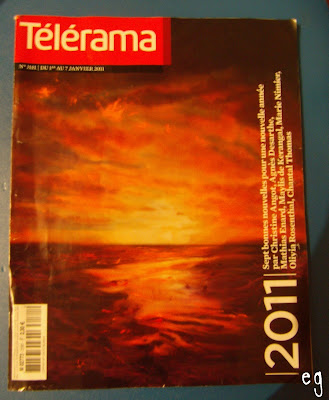 Télérama
DU 1ER AU 7 JANVIER 2011
2011
Sept bonnes nouvelles pour une nouvelle année
par Christine Angot, Agnès Desarthe,
Mathias Enard, Maylis de Kerangal, Marie Nimier,
Olivia Rosenthal, Chantal Thomas
eg